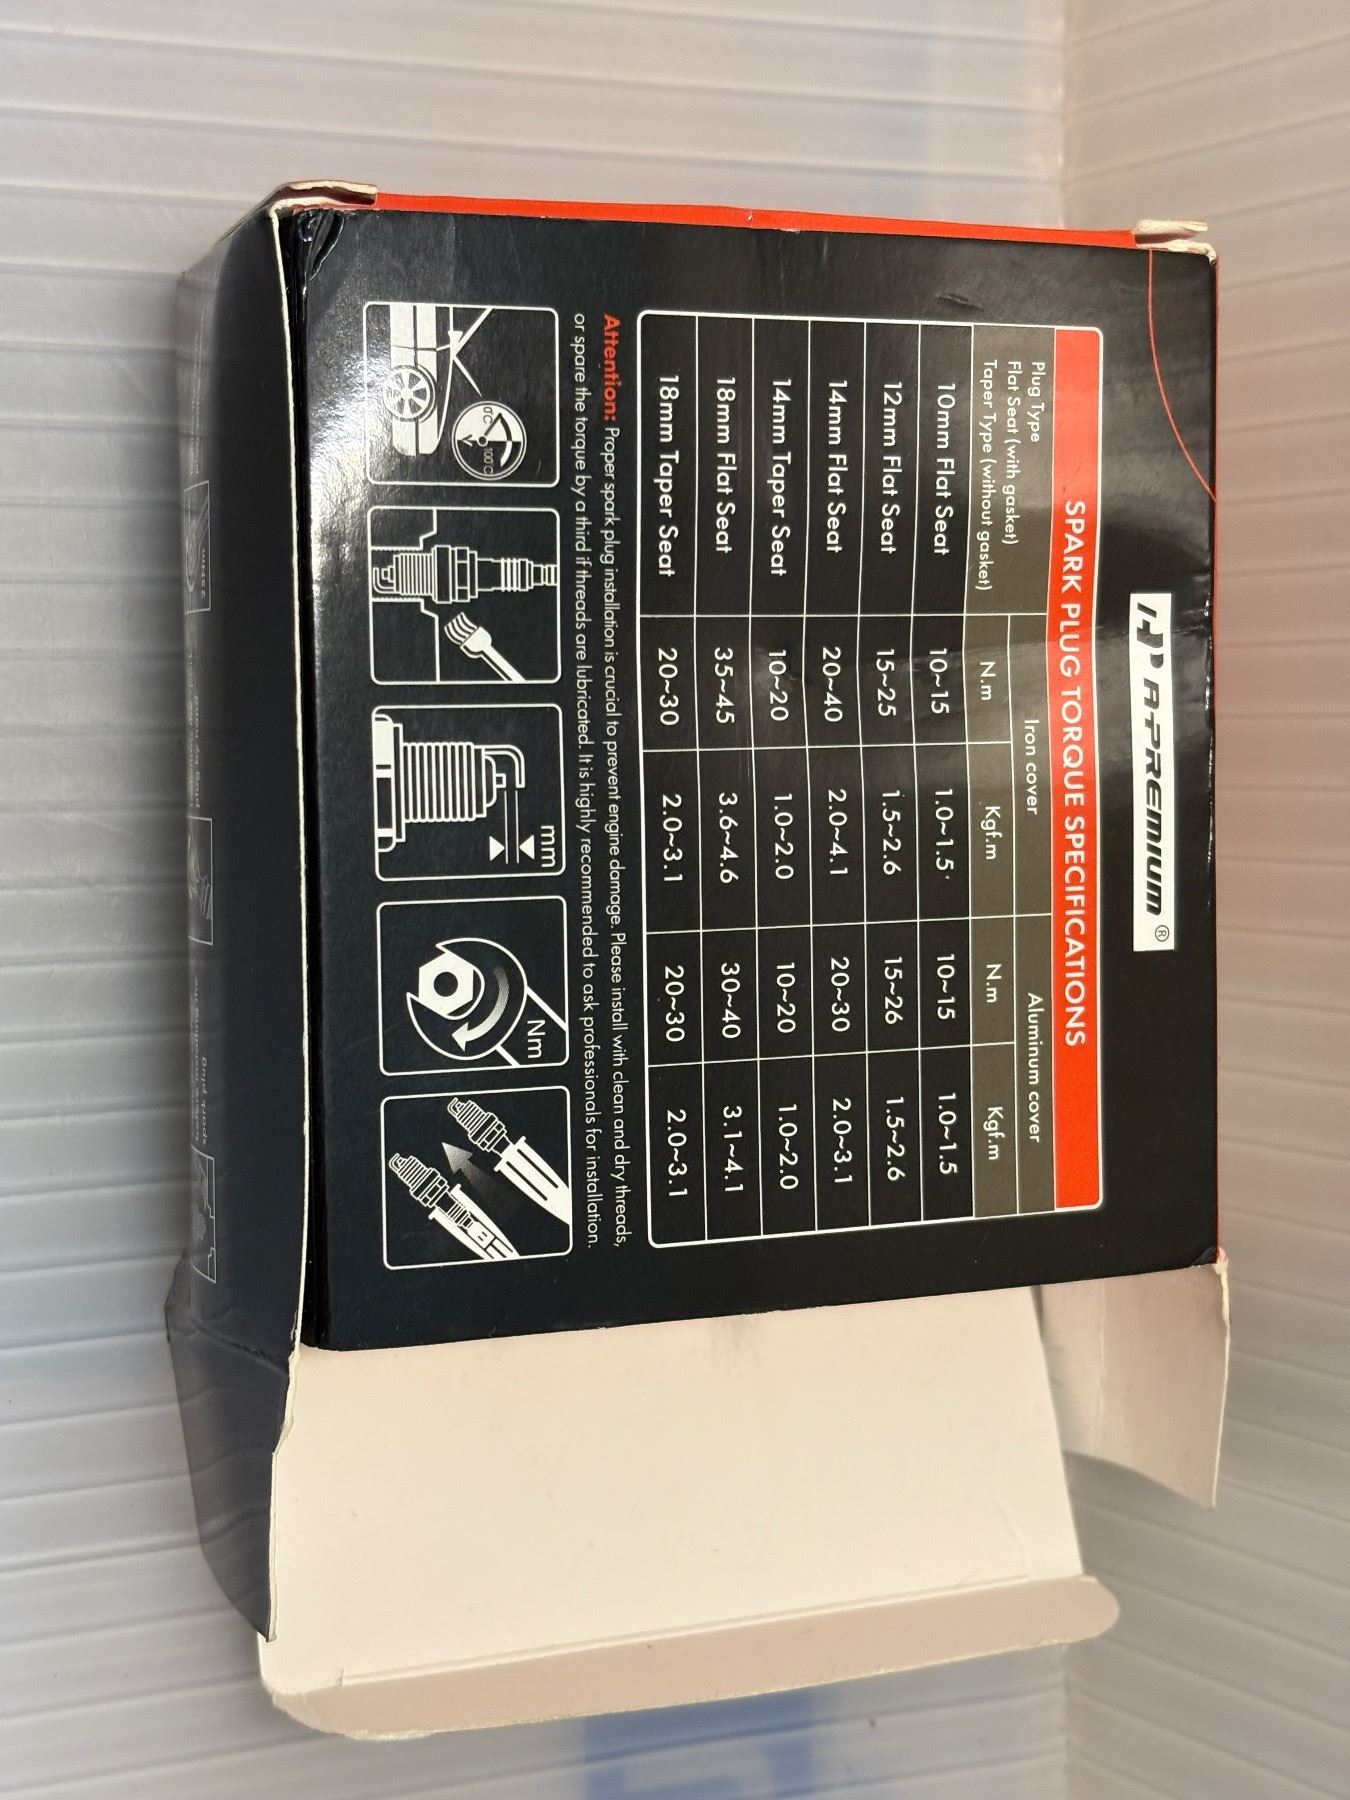 A-PREMIUM ®
SPARK PLUG TORQUE SPECIFICATIONS
Plug Type
Flat Seat (with gasket)
Taper Type (without gasket)
Iron cover
Aluminum cover
N.m Kgf.m N.m Kgf.m
10mm Flat Seat 10~15 1.0~1.5 10~15 1.0~1.5
12mm Flat Seat 15~25 1.5~2.6 15~26 1.5~2.6
14mm Flat Seat 20~40 2.0~4.1 20~30 2.0~3.1
14mm Taper Seat 10~20 1.0~2.0 10~20 1.0~2.0
18mm Flat Seat 35~45 3.6~4.6 30~40 3.1~4.1
18mm Taper Seat 20~30 2.0~3.1 20~30 2.0~3.1
Attention: Proper spark plug installation is crucial to prevent engine damage. Please install with clean and dry threads,
or spare the torque by a third if threads are lubricated. It is highly recommended to ask professionals for installation.
0°C 100°C
mm
Nm